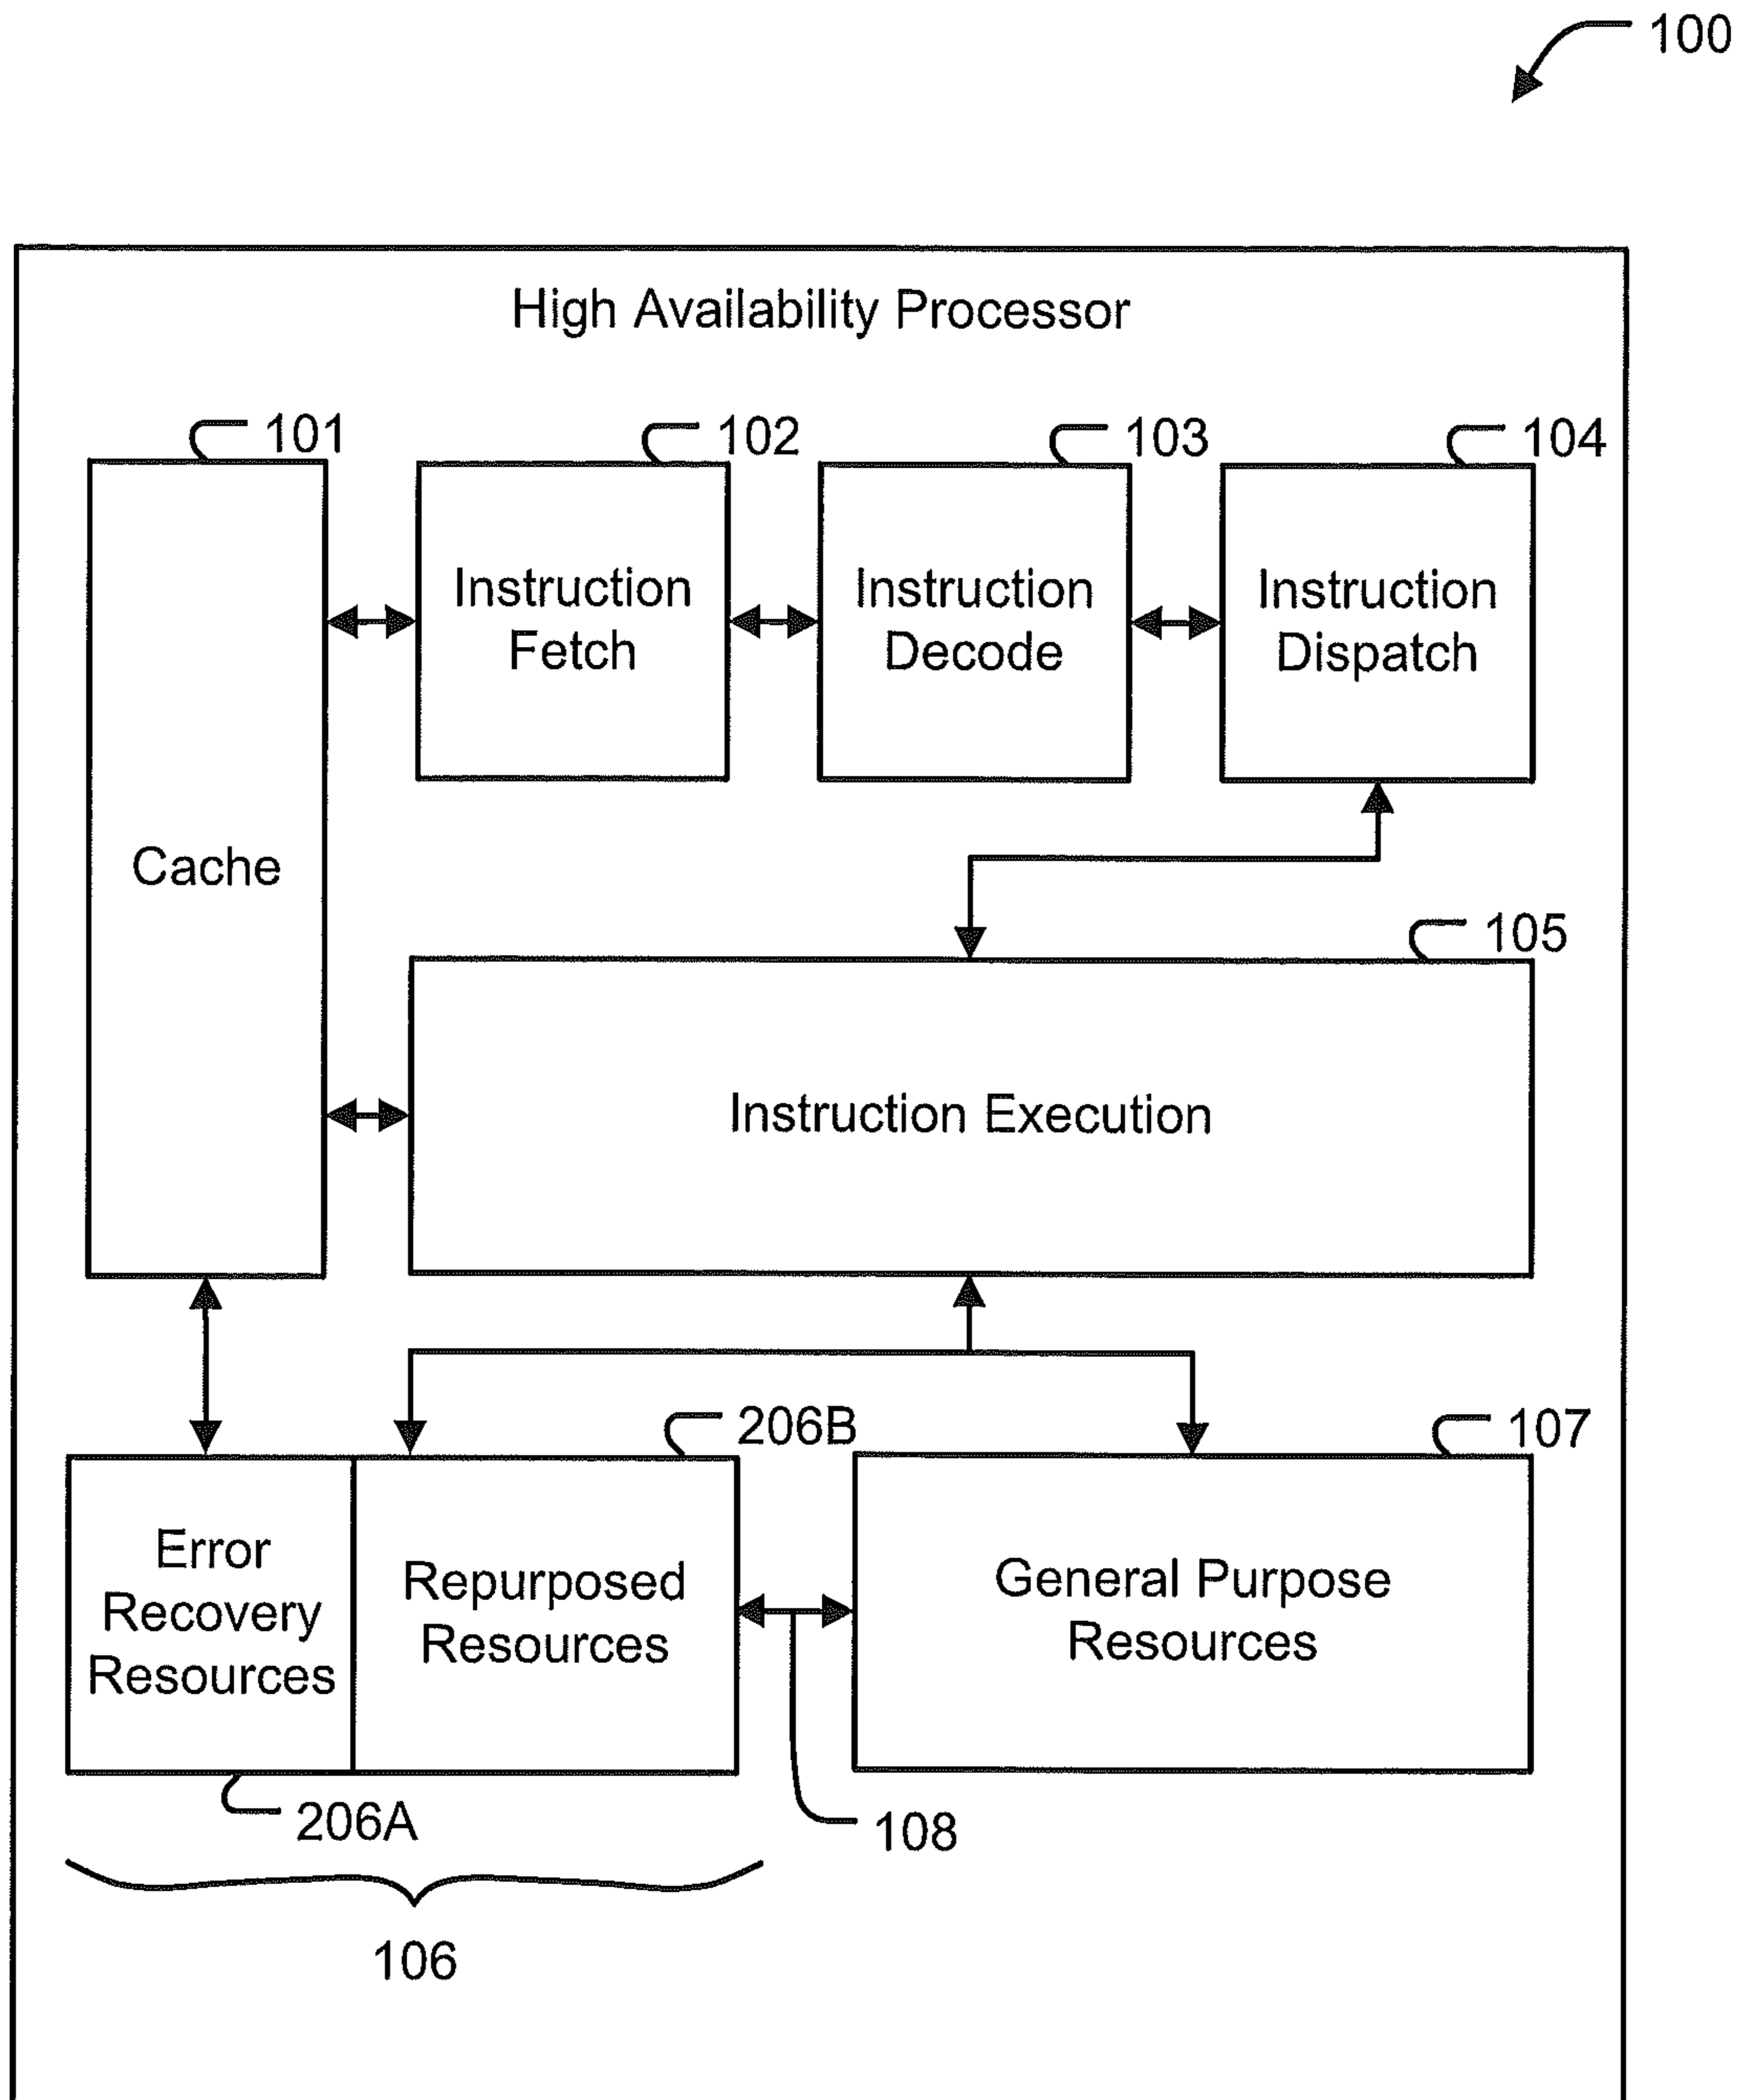 100
High Availability Processor
101
102
103
104
Instruction
Fetch
Instruction
Decode
Instruction
Dispatch
Cache
105
Instruction Execution
206B
107
Error
Recovery
Resources
Repurposed
Resources
General Purpose
Resources
206A
108
106